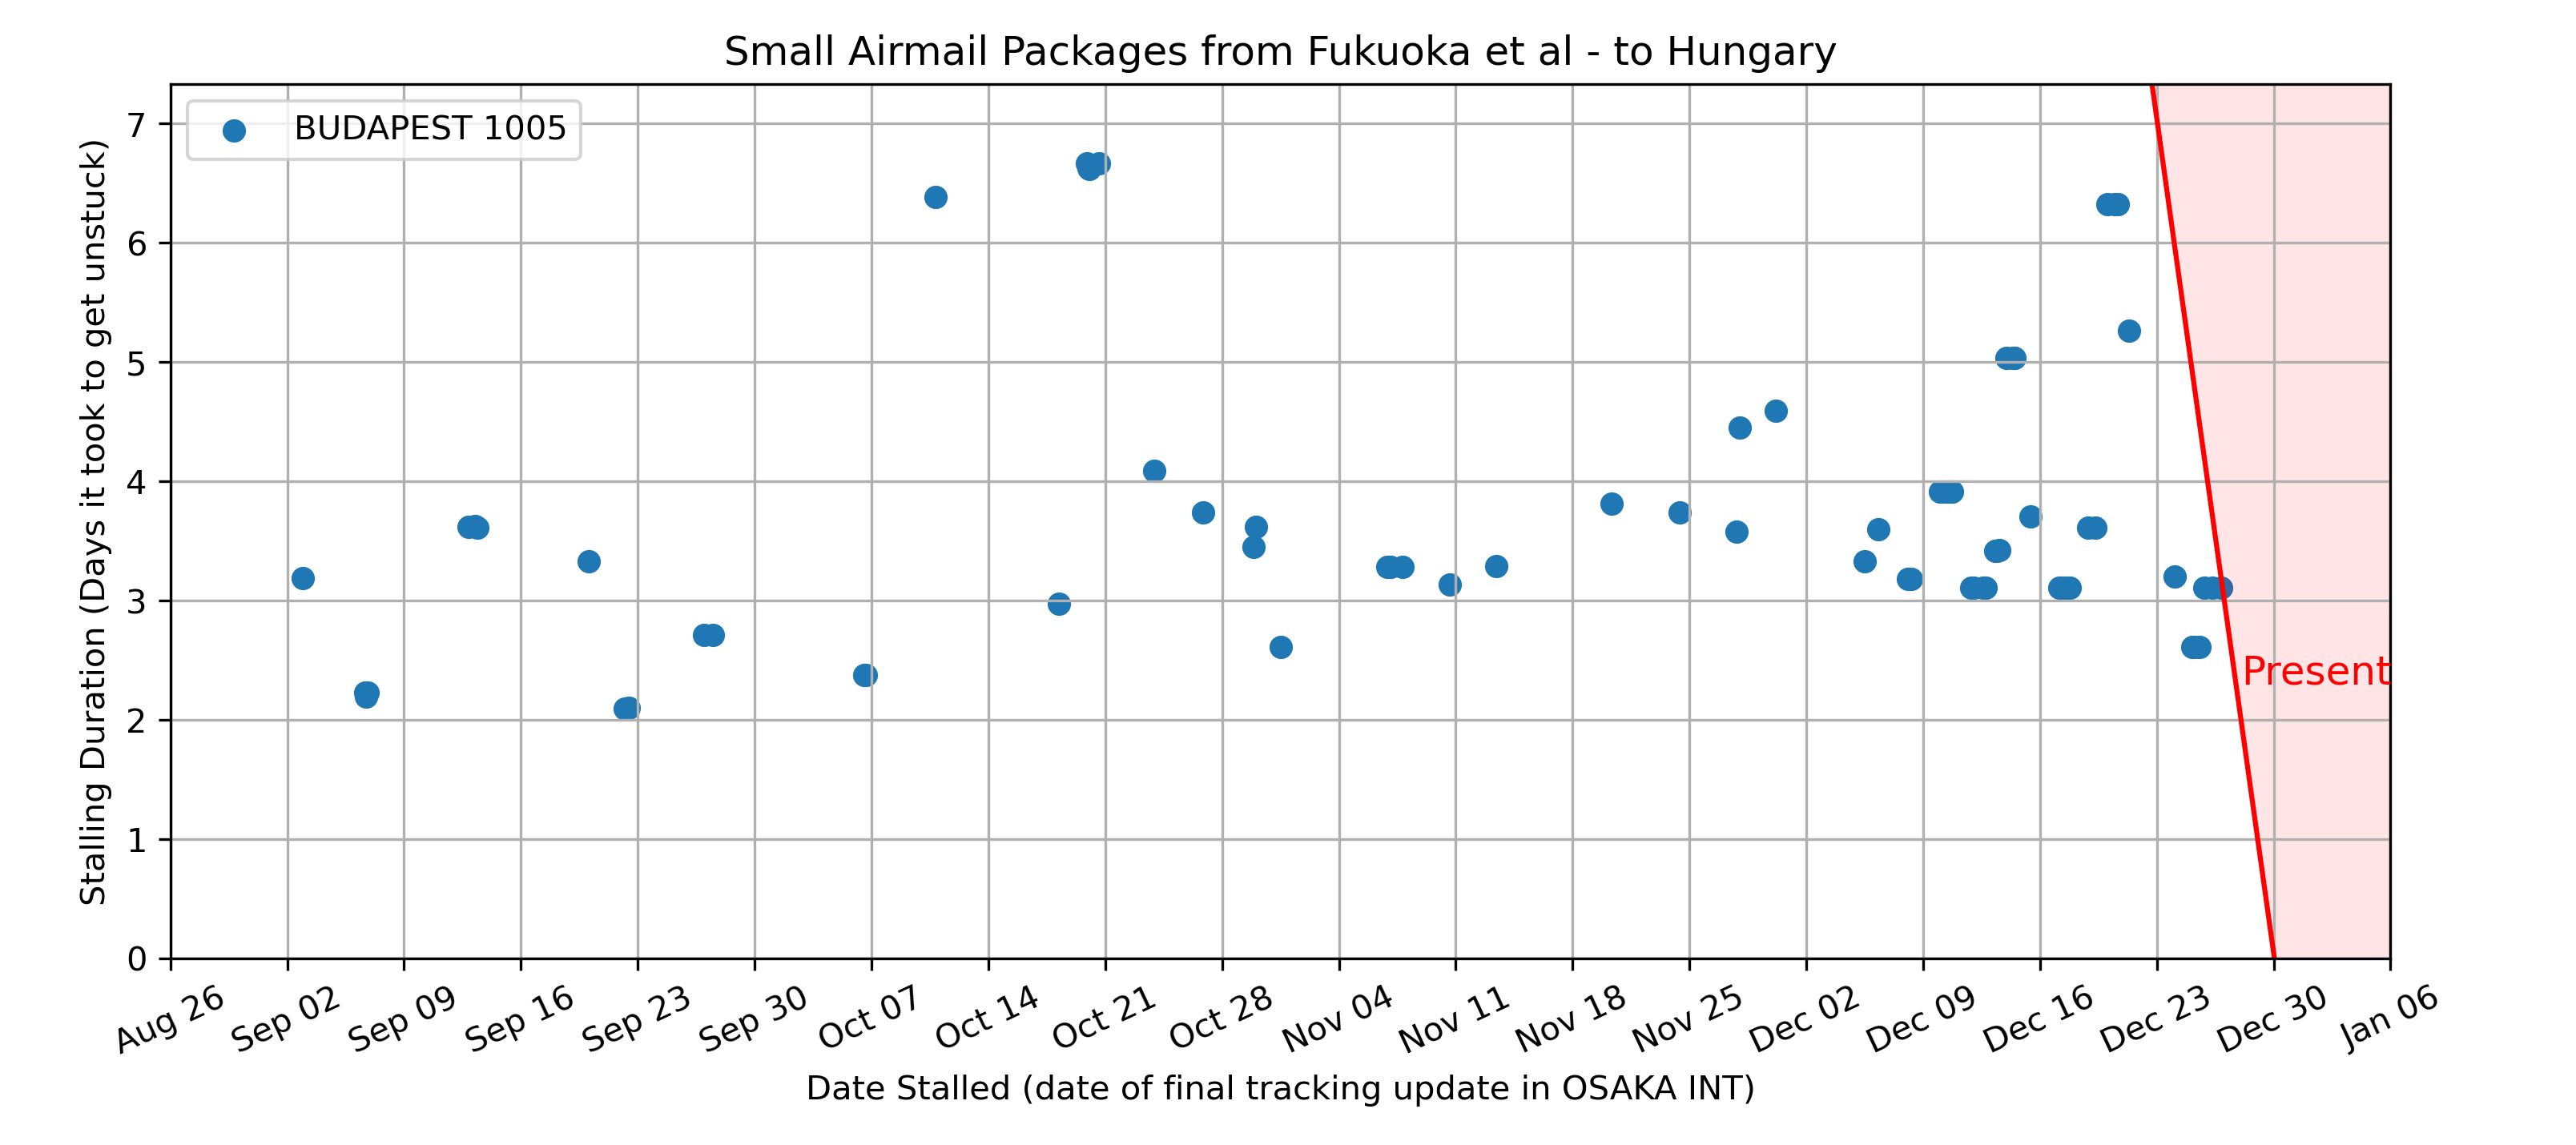 Small Airmail Packages from Fukuoka et al - to Hungary
BUDAPEST 1005
Stalling Duration (Days it took to get unstuck)
7
6
5
4
3
2
1
0
Present
Aug 26
Sep 02
Sep 09
Sep 16
Sep 23
Sep 30
Oct 07
Oct 14
Oct 21
Oct 28
Nov 04
Nov 11
Nov 18
Nov 25
Dec 02
Dec 09
Dec 16
Dec 23
Dec 30
Jan 06
Date Stalled (date of final tracking update in OSAKA INT)